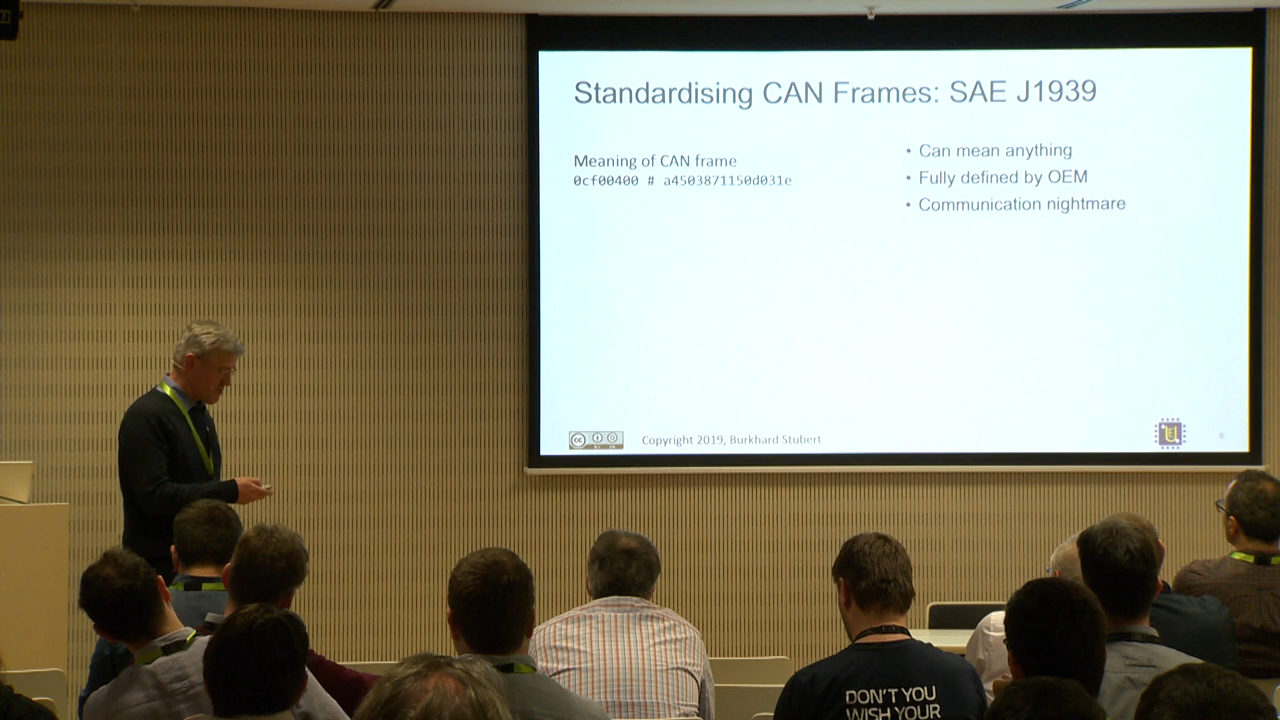 Standardising CAN Frames: SAE J1939
Meaning of CAN frame
0cf00400 # a4503871150d031e
• Can mean anything
• Fully defined by OEM
• Communication nightmare
Copyright 2019, Burkhard Stubert
DON'T YOU
WISH YOUR